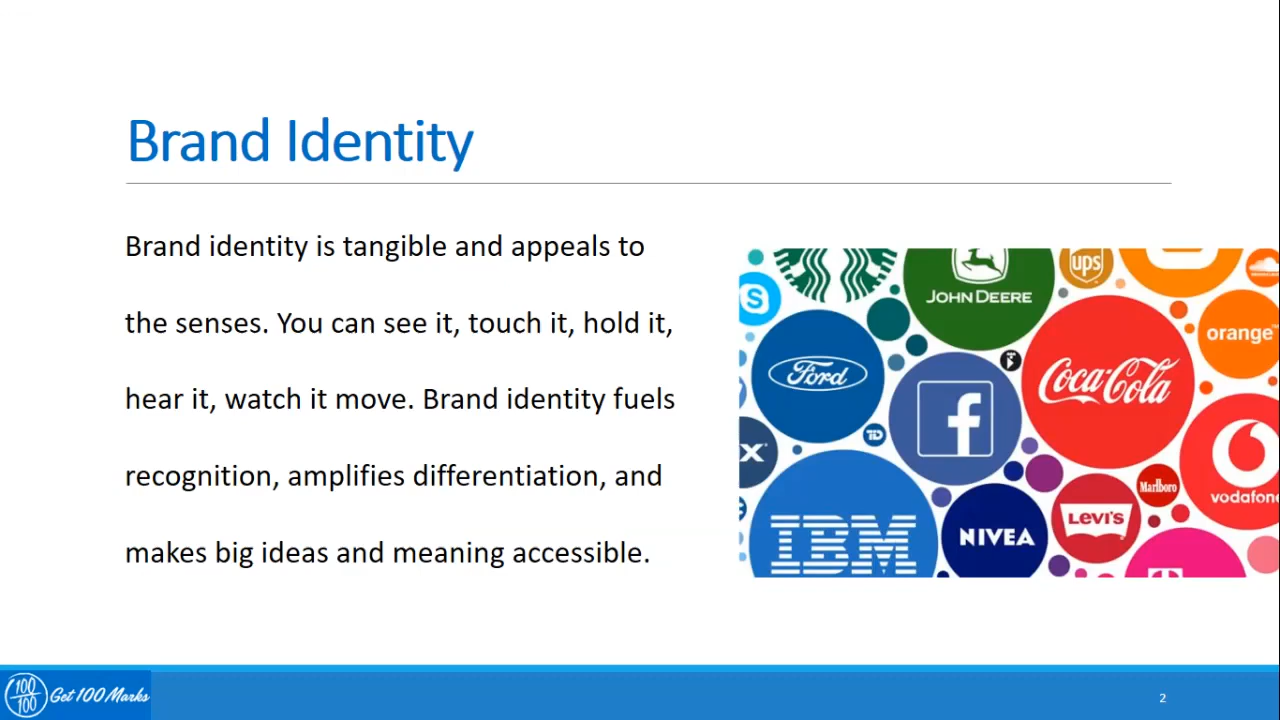 Brand Identity
Brand identity is tangible and appeals to
the senses. You can see it, touch it, hold it,
hear it, watch it move. Brand identity fuels
recognition, amplifies differentiation, and
makes big ideas and meaning accessible.
ups
S
JOHN DEERE
orange
Ford
Coca-Cola
f
TD
X
vodafone
Marlboro
Levi's
IBM
NIVEA
T
100
100
Get 100 Marks
2